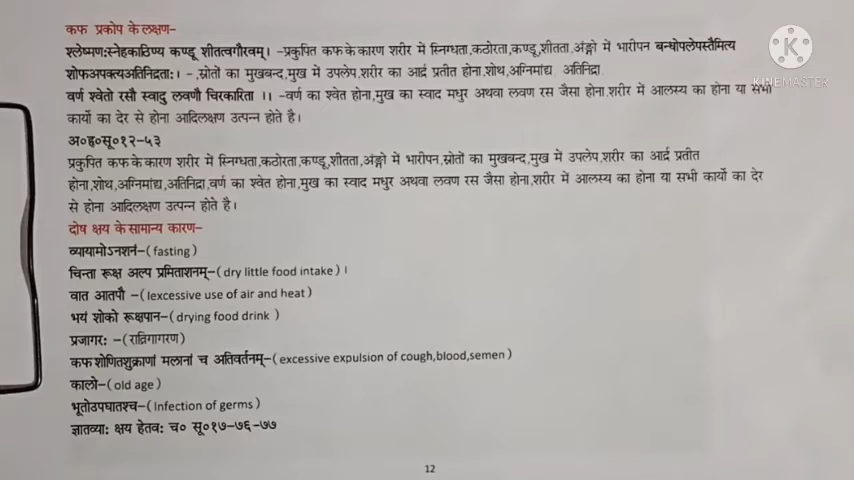 कफ प्रकोप के लक्षण-
श्लेष्मण:स्नेहकाठिण्य कण्डू शीतत्वगौरवम्। -प्रकुपित कफ के कारण शरीर में स्निग्धता,कठोरता,कण्डू,शीतता,अंङ्गो में भारीपन बन्धोपलेपस्तैमित्य
शोफअपक्त्यअतिनिद्रता:। -,स्रोतों का मुखबन्द,मुख में उपलेप,शरीर का आर्द्र प्रतीत होना,शोथ,अग्निमांद्य, अतिनिद्रा
वर्ण श्वेतो रसौ स्वादु लवणौ चिरकारिता ।। -वर्ण का श्वेत होना,मुख का स्वाद मधुर अथवा लवण रस जैसा होना,शरीर में आलस्य का होना या सभी
कार्यो का देर से होना आदिलक्षण उत्पन्न होते है।
अ०ह्र०सू०१२-५३
प्रकुपित कफ के कारण शरीर में स्निग्धता,कठोरता,कण्डू,शीतता,अंङ्गो में भारीपन,स्रोतों का मुखबन्द,मुख में उपलेप,शरीर का आर्द्र प्रतीत
होना,शोथ,अग्निमांद्य,अतिनिद्रा,वर्ण का श्वेत होना,मुख का स्वाद मधुर अथवा लवण रस जैसा होना,शरीर में आलस्य का होना या सभी कार्यो का देर
से होना आदिलक्षण उत्पन्न होते है।
दोष क्षय के सामान्य कारण-
व्यायामोऽनशनं-(fasting)
चिन्ता रूक्ष अल्प प्रमिताशनम्-(dry little food intake)।
वात आतपौ -(lexcessive use of air and heat)
भयं शोको रूक्षपान-(drying food drink )
प्रजागर: -(रात्रिगागरण)
कफ शोणितशुक्राणां मलानां च अतिवर्तनम्-(excessive expulsion of cough,blood,semen)
कालो-(old age)
भूतोउपघातश्च-(Infection of germs)
ज्ञातव्या: क्षय हेतव: च० सू०१७-७६-७७
12
KINEMASTER